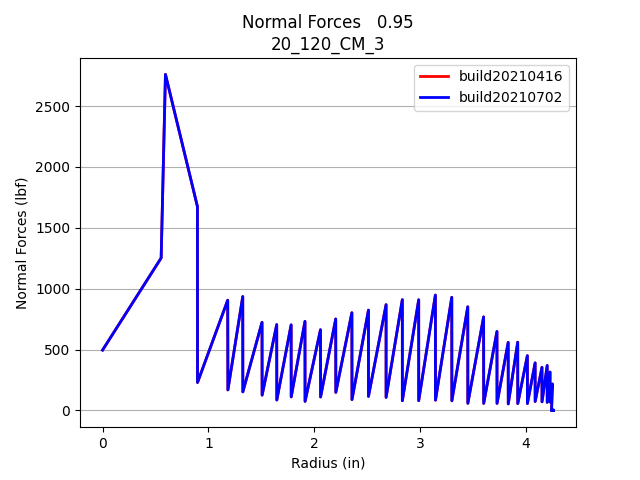 Normal Forces 0.95
20_120_CM_3
build20210416
build20210702
Normal Forces (lbf)
2500
2000
1500
1000
500
0
0 1 2 3 4
Radius (in)